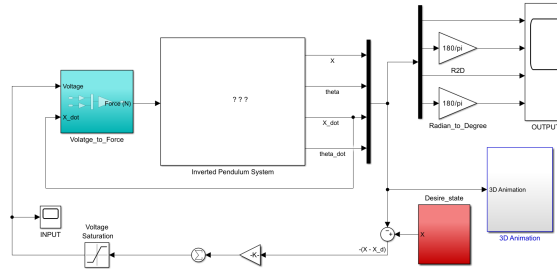 X
180/pi
Voltage
Force (N)
? ? ?
theta
R2D
X_dot
X_dot
180/pi
Volatge_to_Force
theta_dot
Radian_to_Degree
OUTPUT
Inverted Pendulum System
Desire_state
3D Animation
INPUT
Voltage
Saturation
X
-(X - X_d)
3D Animation
-K-